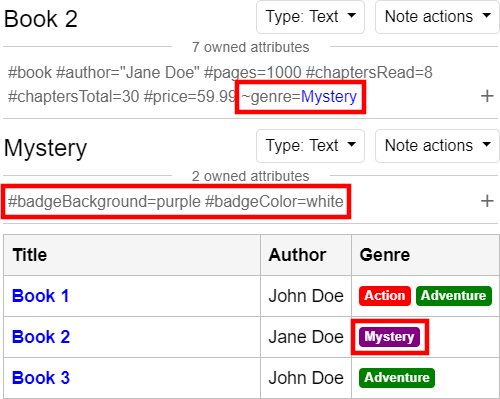 Book 2 Type: Text Note actions
7 owned attributes
#book #author="Jane Doe" #pages=1000 #chaptersRead=8
#chaptersTotal=30 #price=59.99 ~genre=Mystery +
Mystery Type: Text Note actions
2 owned attributes
#badgeBackground=purple #badgeColor=white +
Title Author Genre
Book 1 John Doe Action Adventure
Book 2 Jane Doe Mystery
Book 3 John Doe Adventure